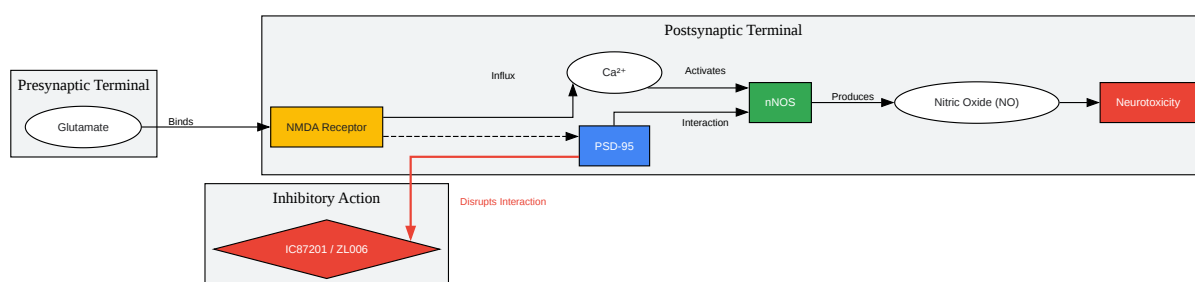 Postsynaptic Terminal
Presynaptic Terminal
Glutamate
Binds
NMDA Receptor
Influx
Ca²⁺
Activates
nNOS
Interaction
PSD-95
Produces
Nitric Oxide (NO)
Neurotoxicity
Inhibitory Action
Disrupts Interaction
IC87201 / ZL006